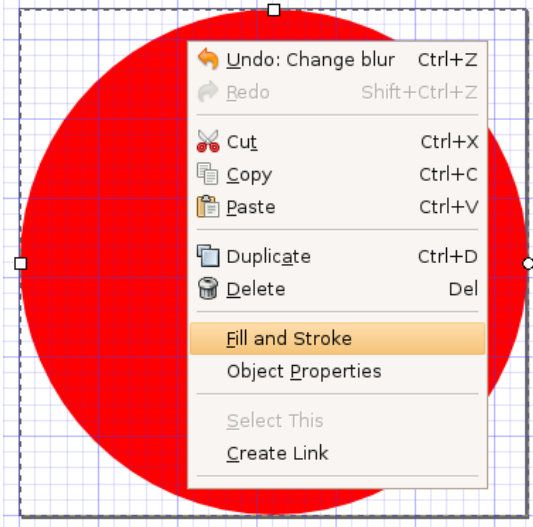 Undo: Change blur Ctrl+Z
Redo Shift+Ctrl+Z
Cut Ctrl+X
Copy Ctrl+C
Paste Ctrl+V
Duplicate Ctrl+D
Delete Del
Fill and Stroke
Object Properties
Select This
Create Link